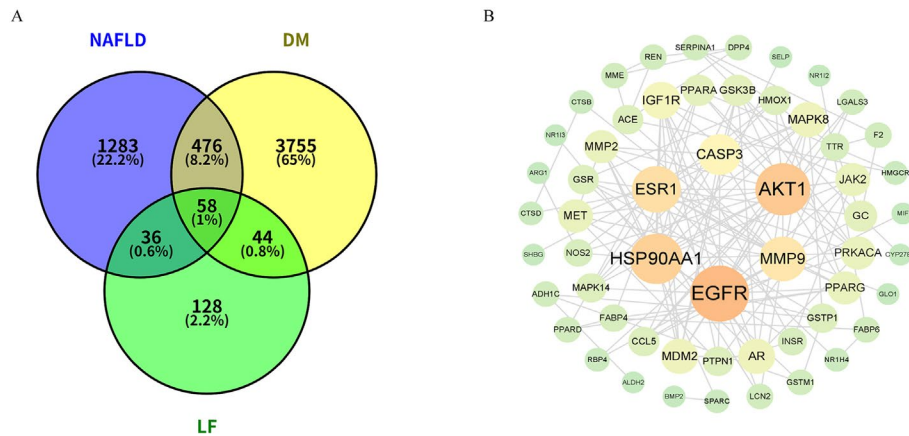 A
B
NAFLD
DM
1283
(22.2%)
476
(8.2%)
3755
(65%)
58
(1%)
36
(0.6%)
44
(0.8%)
128
(2.2%)
LF
SERPINA1
DPP4
REN
SELP
MME
PPARA
GSK3B
NR1I2
CTSB
IGF1R
HMOX1
LGALS3
ACE
MAPK8
NR1I3
MMP2
CASP3
TTR
F2
ARG1
GSR
ESR1
AKT1
JAK2
HMGCR
CTSD
MET
GC
MIF
SHBG
NOS2
HSP90AA1
MMP9
PRKACA
MAPK14
EGFR
PPARG
GLO1
ADH1C
FABP4
GSTP1
PPARD
CCL5
INSR
FABP6
RBP4
MDM2
PTPN1
AR
NR1H4
ALDH2
GSTM1
BMP2
SPARC
LCN2